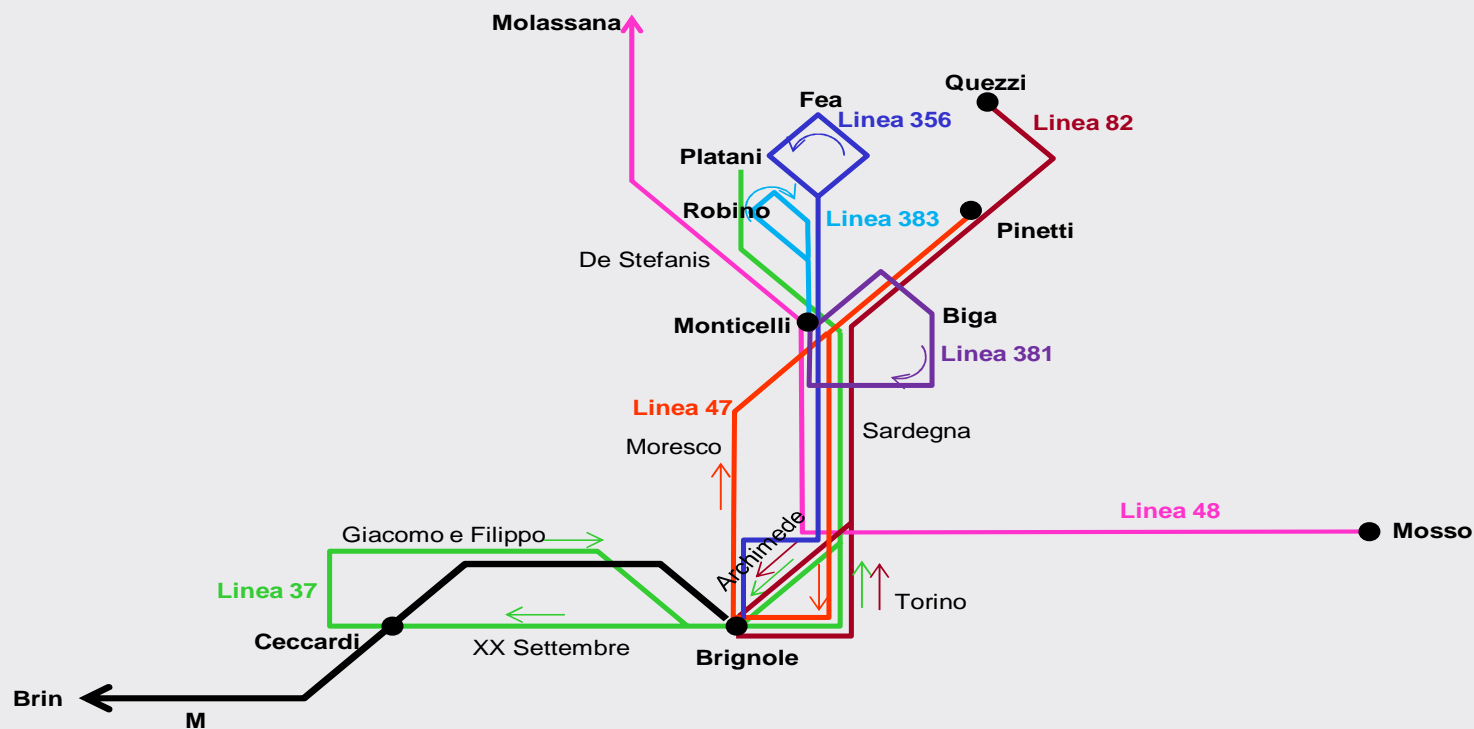 Molassana
Quezzi
Fea
Linea 356
Linea 82
Platani
Robino
Linea 383
Pinetti
De Stefanis
Monticelli
Biga
Linea 381
Linea 47
Sardegna
Moresco
Linea 48
Mosso
Giacomo e Filippo
Archimede
Linea 37
Torino
Ceccardi
XX Settembre
Brignole
Brin
M